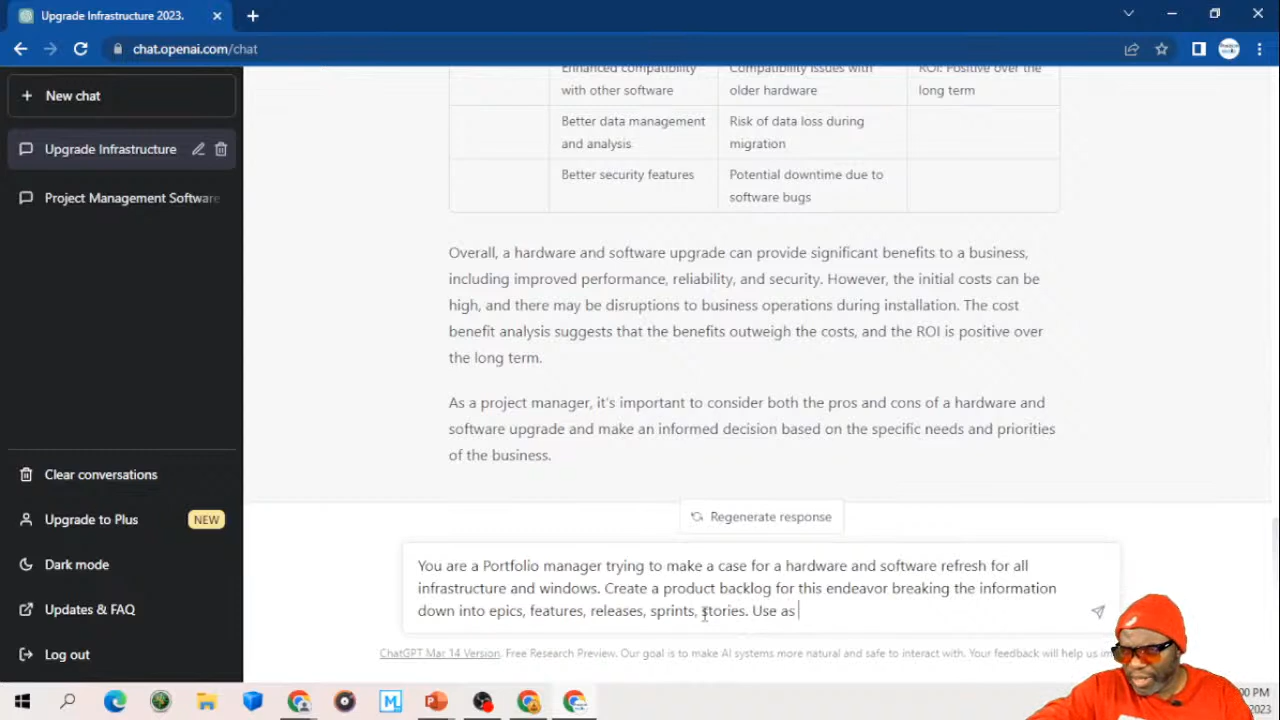 Upgrade Infrastructure 2023.
chat.openai.com/chat
New chat
Upgrade Infrastructure
Project Management Software
Clear conversations
Upgrade to Plus NEW
Dark mode
Updates & FAQ
Log out
Enhanced compatibility with other software
Compatibility issues with older hardware
ROI: Positive over the long term
Better data management and analysis
Risk of data loss during migration
Better security features
Potential downtime due to software bugs
Overall, a hardware and software upgrade can provide significant benefits to a business,
including improved performance, reliability, and security. However, the initial costs can be
high, and there may be disruptions to business operations during installation. The cost
benefit analysis suggests that the benefits outweigh the costs, and the ROI is positive over
the long term.
As a project manager, it's important to consider both the pros and cons of a hardware and
software upgrade and make an informed decision based on the specific needs and priorities
of the business.
Regenerate response
You are a Portfolio manager trying to make a case for a hardware and software refresh for all
infrastructure and windows. Create a product backlog for this endeavor breaking the information
down into epics, features, releases, sprints, stories. Use as
ChatGPT Mar 14 Version. Free Research Preview. Our goal is to make AI systems more natural and safe to interact with. Your feedback will help us